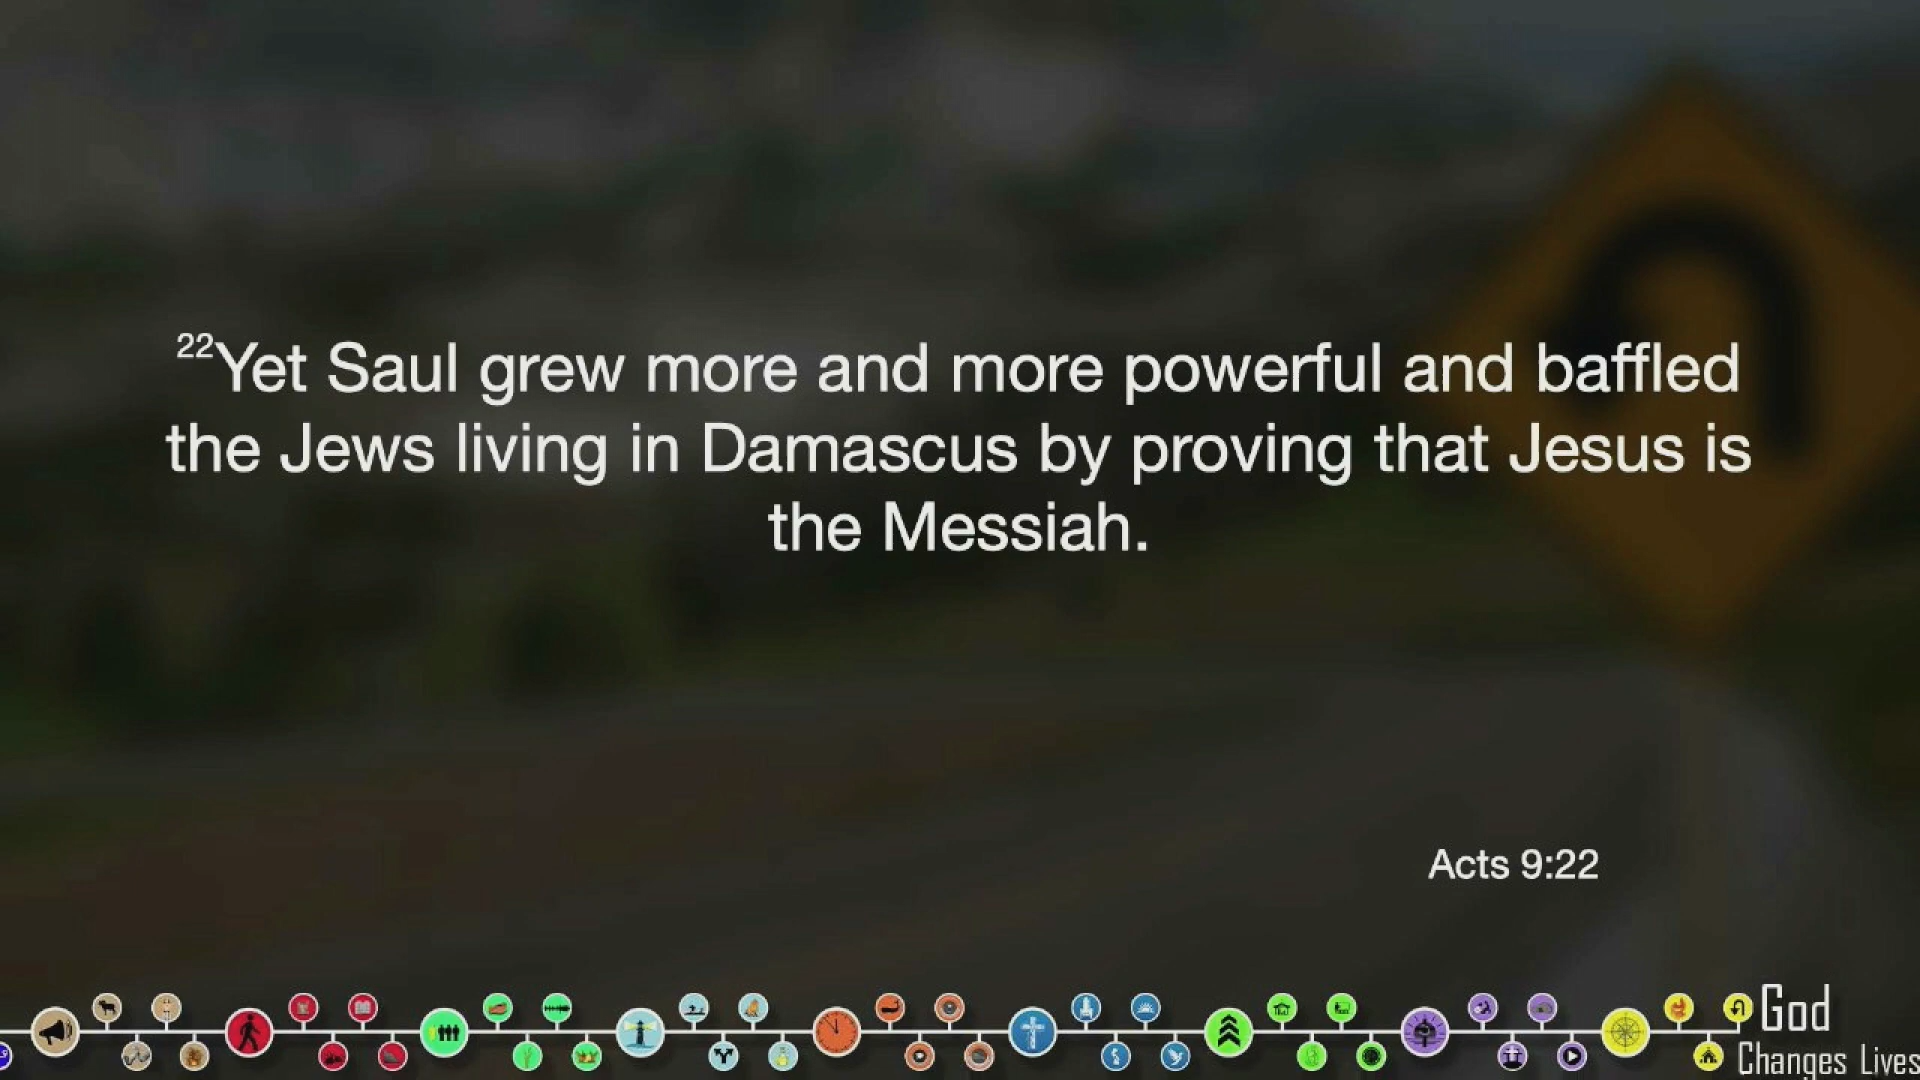 22Yet Saul grew more and more powerful and baffled
the Jews living in Damascus by proving that Jesus is
the Messiah.
Acts 9:22
God
Changes Lives